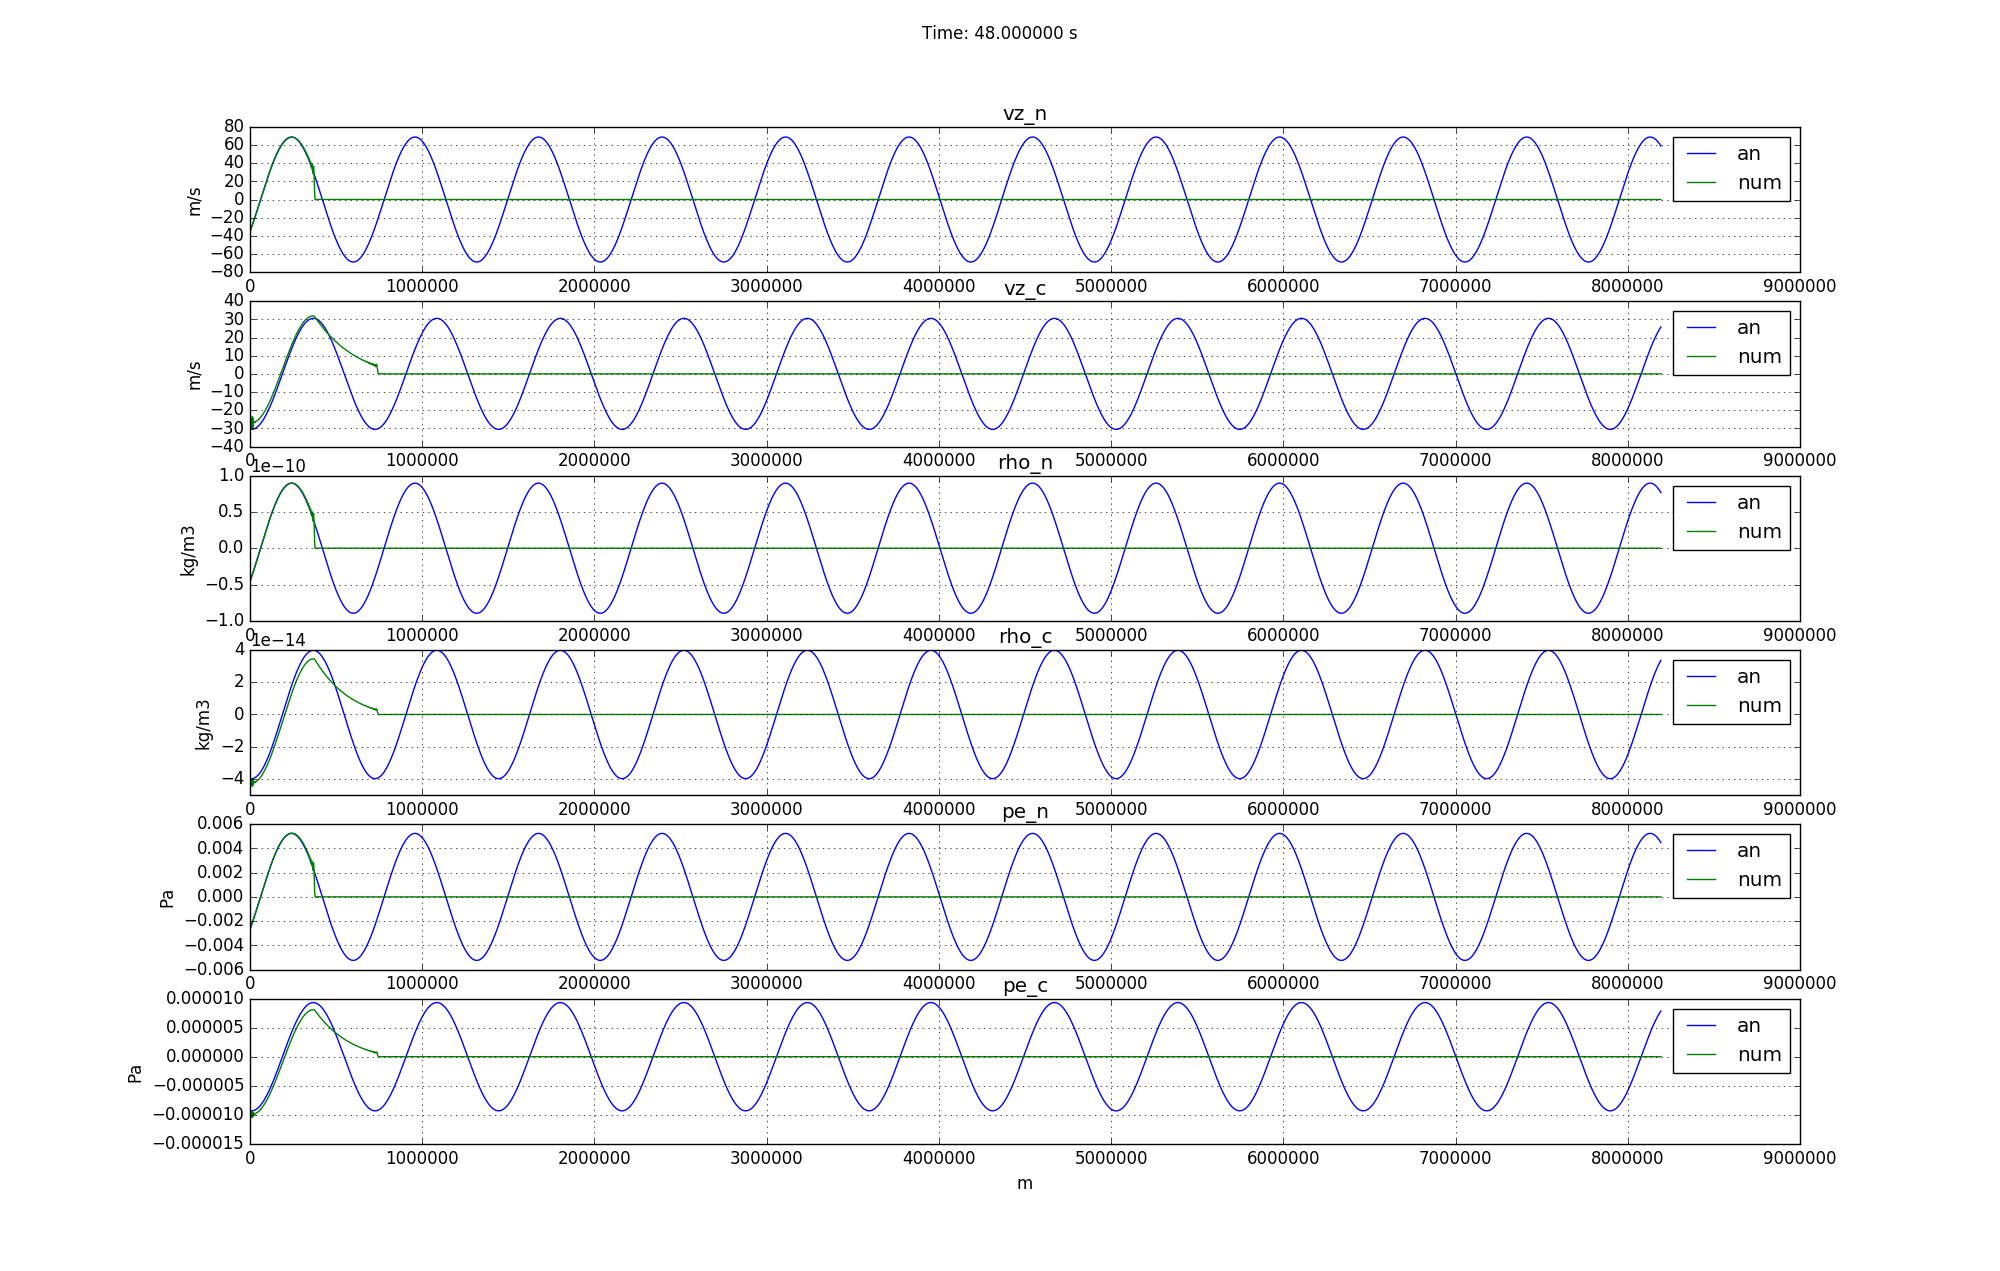 Time: 48.000000 s
vz_n
80
60
40
20
0
−20
−40
−60
−80
m/s
an
num
0 1000000 2000000 3000000 4000000 5000000 6000000 7000000 8000000 9000000
vz_c
40
30
20
10
0
−10
−20
−30
−40
m/s
an
num
0 1000000 2000000 3000000 4000000 5000000 6000000 7000000 8000000 9000000
1e−10
rho_n
1.0
0.5
0.0
−0.5
−1.0
kg/m3
an
num
0 1000000 2000000 3000000 4000000 5000000 6000000 7000000 8000000 9000000
1e−14
rho_c
4
2
0
−2
−4
kg/m3
an
num
0 1000000 2000000 3000000 4000000 5000000 6000000 7000000 8000000 9000000
pe_n
0.006
0.004
0.002
0.000
−0.002
−0.004
−0.006
Pa
an
num
0 1000000 2000000 3000000 4000000 5000000 6000000 7000000 8000000 9000000
pe_c
0.000010
0.000005
0.000000
−0.000005
−0.000010
−0.000015
Pa
an
num
0 1000000 2000000 3000000 4000000 5000000 6000000 7000000 8000000 9000000
m